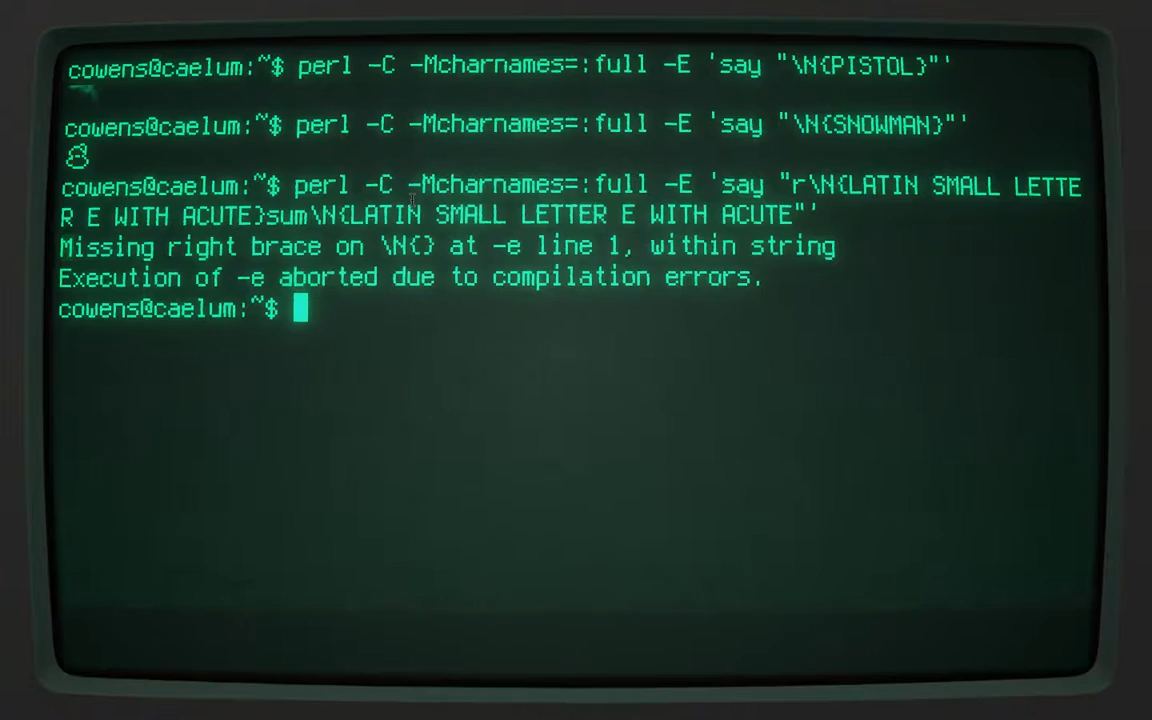 cowens@caelum:~$ perl -C -Mcharnames=:full -E 'say "\N{PISTOL}"'
cowens@caelum:~$ perl -C -Mcharnames=:full -E 'say "\N{SNOWMAN}"'
☃
cowens@caelum:~$ perl -C -Mcharnames=:full -E 'say "r\N{LATIN SMALL LETTE
R E WITH ACUTE}sum\N{LATIN SMALL LETTER E WITH ACUTE"'
Missing right brace on \N{} at -e line 1, within string
Execution of -e aborted due to compilation errors.
cowens@caelum:~$